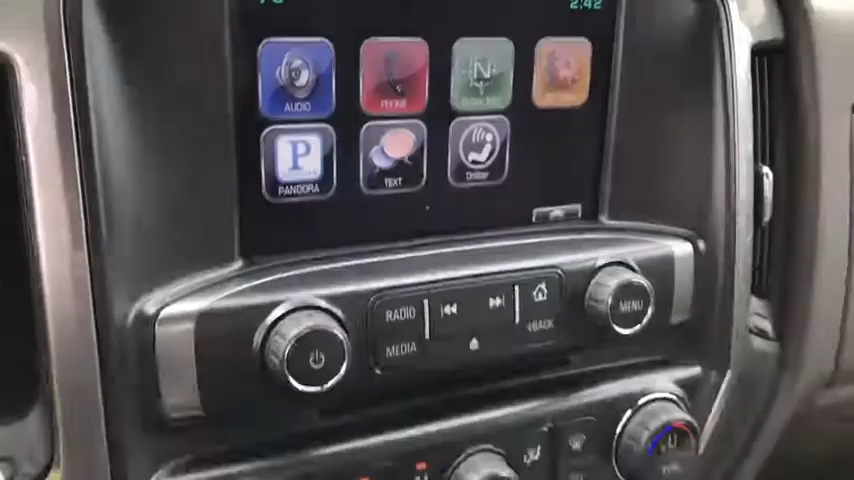 2:42
AUDIO
PHONE
N
P
PANDORA
TEXT
RADIO
MEDIA
BACK
MENU